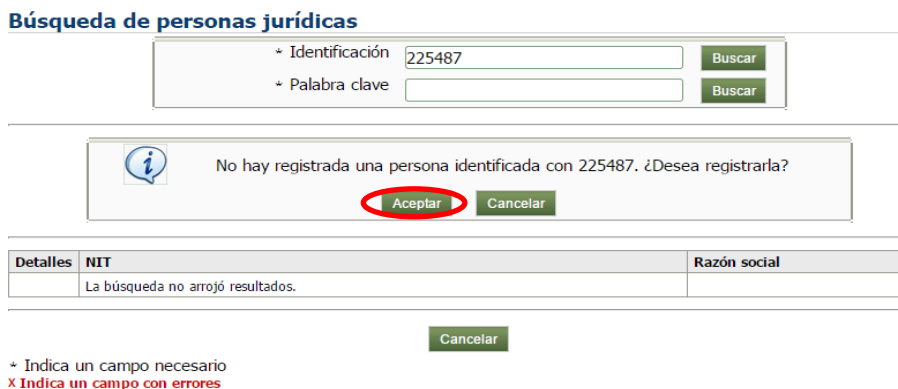 Búsqueda de personas jurídicas
* Identificación 225487 Buscar
* Palabra clave Buscar
No hay registrada una persona identificada con 225487. ¿Desea registrarla?
Aceptar Cancelar
Detalles NIT Razón social
La búsqueda no arrojó resultados.
Cancelar
* Indica un campo necesario
x Indica un campo con errores